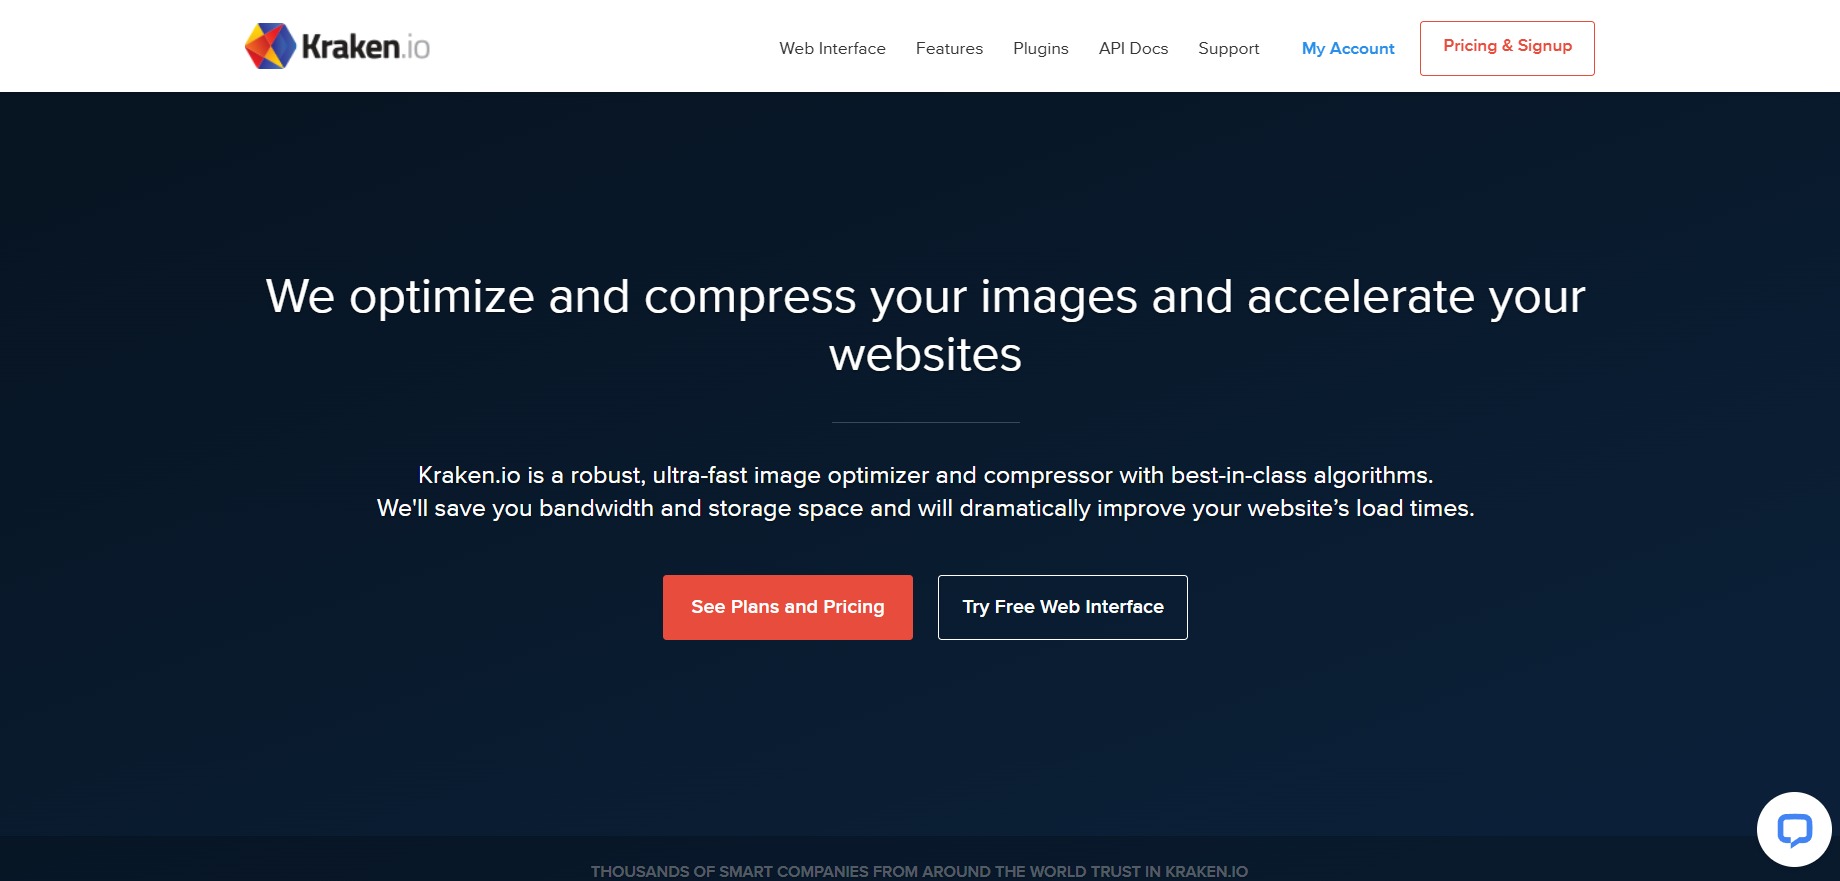 Kraken.io
Web Interface
Features
Plugins
API Docs
Support
My Account
Pricing & Signup
We optimize and compress your images and accelerate your
websites
Kraken.io is a robust, ultra-fast image optimizer and compressor with best-in-class algorithms.
We'll save you bandwidth and storage space and will dramatically improve your website’s load times.
See Plans and Pricing
Try Free Web Interface
THOUSANDS OF SMART COMPANIES FROM AROUND THE WORLD TRUST IN KRAKEN.IO